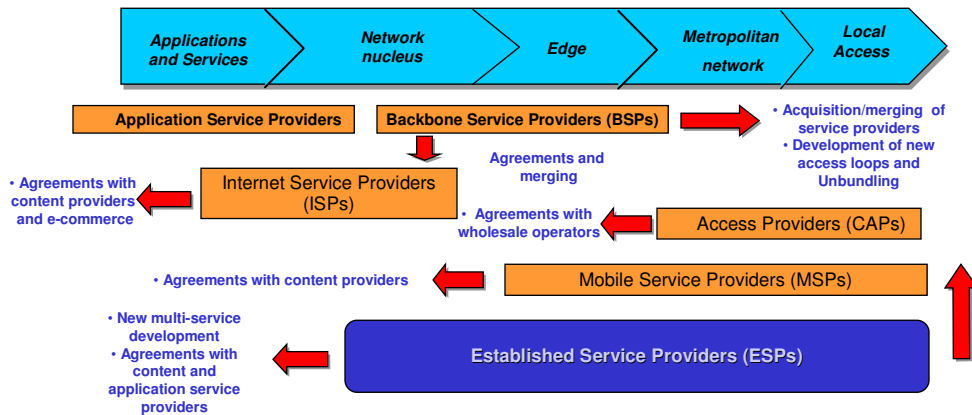 Applications
and Services
Network
nucleus
Edge
Metropolitan
network
Local
Access
Application Service Providers
Backbone Service Providers (BSPs)
• Acquisition/merging of
service providers
• Development of new
access loops and
Unbundling
Agreements and
merging
• Agreements with
content providers
and e-commerce
Internet Service Providers
(ISPs)
• Agreements with
wholesale operators
Access Providers (CAPs)
• Agreements with content providers
Mobile Service Providers (MSPs)
• New multi-service
development
• Agreements with
content and
application service
providers
Established Service Providers (ESPs)